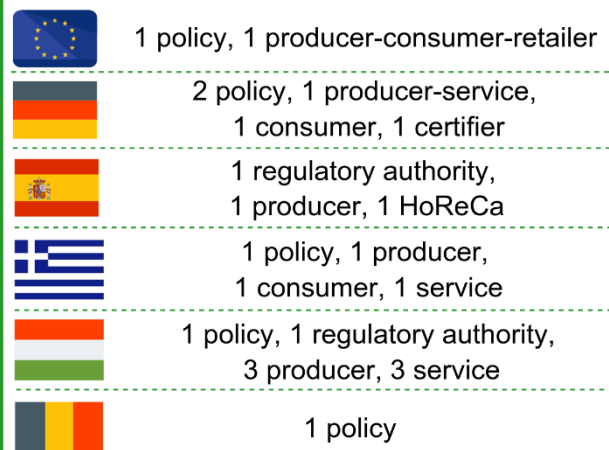 1 policy, 1 producer-consumer-retailer
2 policy, 1 producer-service,
1 consumer, 1 certifier
1 regulatory authority,
1 producer, 1 HoReCa
1 policy, 1 producer,
1 consumer, 1 service
1 policy, 1 regulatory authority,
3 producer, 3 service
1 policy